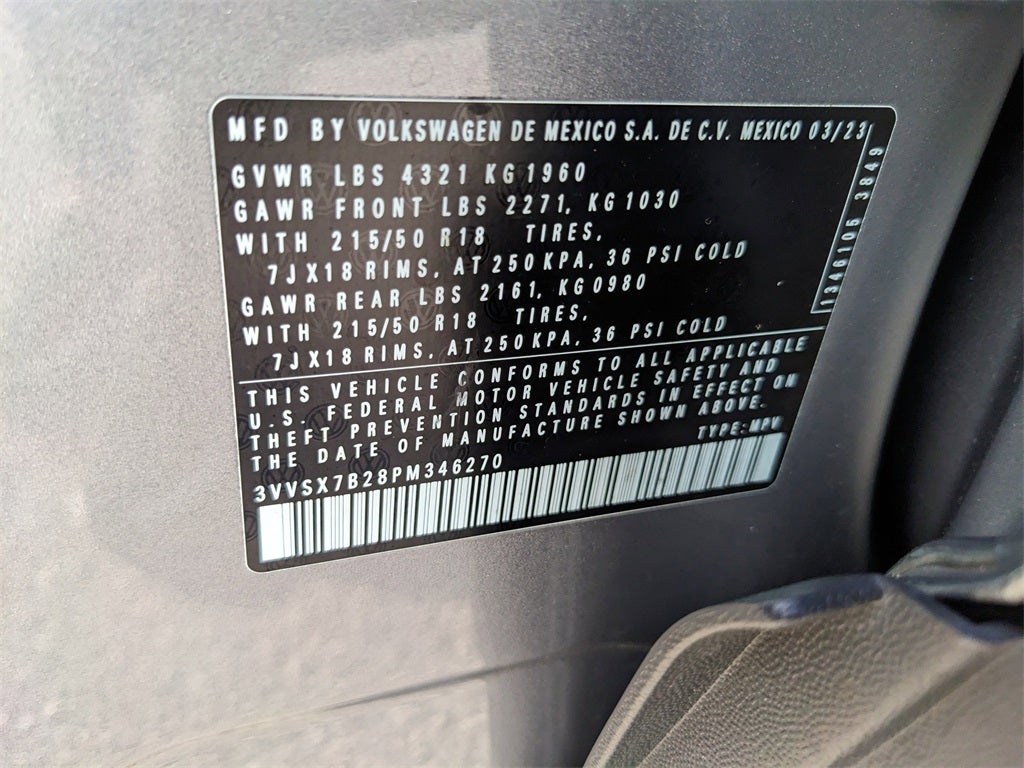 MFD BY VOLKSWAGEN DE MEXICO S.A. DE C.V. MEXICO 03/23
GVWR LBS 4321 KG 1960
GAWR FRONT LBS 2271, KG 1030
WITH 215/50 R18 TIRES,
7JX18 RIMS, AT 250 KPA, 36 PSI COLD
GAWR REAR LBS 2161, KG 0980
WITH 215/50 R18 TIRES,
7JX18 RIMS, AT 250 KPA, 36 PSI COLD
1346105 3849
THIS VEHICLE CONFORMS TO ALL APPLICABLE
U.S. FEDERAL MOTOR VEHICLE SAFETY AND
THEFT PREVENTION STANDARDS IN EFFECT ON
THE DATE OF MANUFACTURE SHOWN ABOVE.
TYPE: MPV
3VVSX7B28PM346270